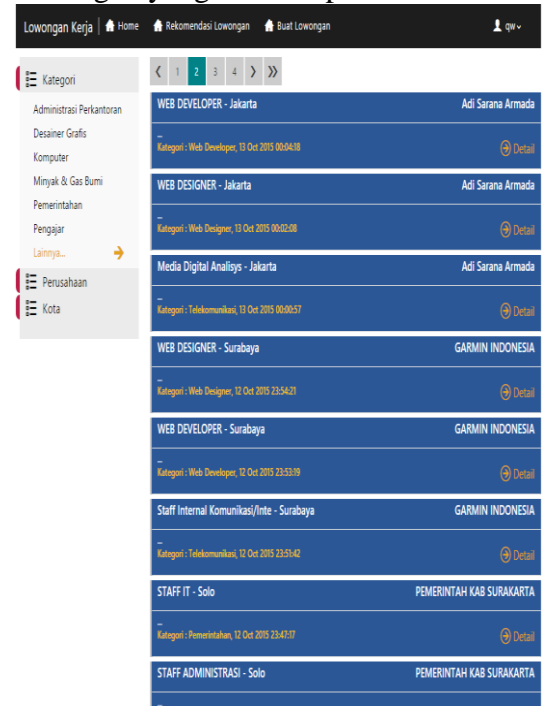 Lowongan Kerja | Home Rekomendasi Lowongan Buat Lowongan qw
Kategori
Administrasi Perkantoran
Desainer Grafis
Komputer
Minyak & Gas Bumi
Pemerintahan
Pengajar
Lainnya...
Perusahaan
Kota
1 2 3 4
WEB DEVELOPER - Jakarta Adi Sarana Armada
...
Kategori : Web Developer, 13 Oct 2015 00:04:18 Detail
WEB DESIGNER - Jakarta Adi Sarana Armada
...
Kategori : Web Designer, 13 Oct 2015 00:02:08 Detail
Media Digital Analisys - Jakarta Adi Sarana Armada
...
Kategori : Telekomunikasi, 13 Oct 2015 00:00:57 Detail
WEB DESIGNER - Surabaya GARMIN INDONESIA
...
Kategori : Web Designer, 12 Oct 2015 23:54:21 Detail
WEB DEVELOPER - Surabaya GARMIN INDONESIA
...
Kategori : Web Developer, 12 Oct 2015 23:53:19 Detail
Staff Internal Komunikasi/Inte - Surabaya GARMIN INDONESIA
...
Kategori : Telekomunikasi, 12 Oct 2015 23:51:42 Detail
STAFF IT - Solo PEMERINTAH KAB SURAKARTA
...
Kategori : Pemerintahan, 12 Oct 2015 23:47:17 Detail
STAFF ADMINISTRASI - Solo PEMERINTAH KAB SURAKARTA